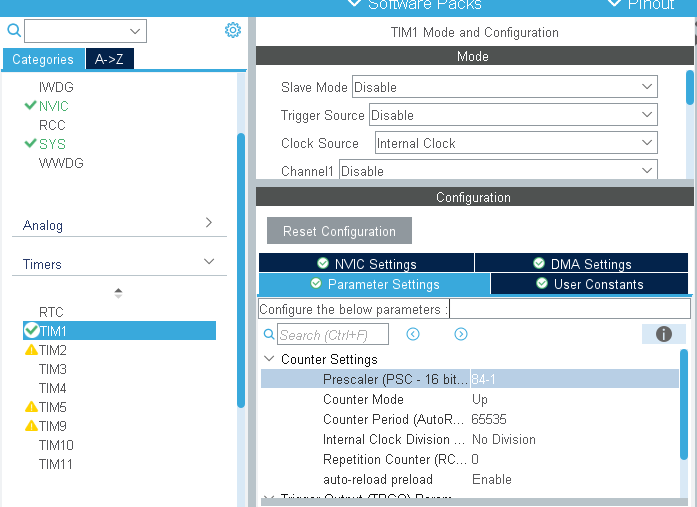 Software Packs
Pinout
TIM1 Mode and Configuration
Categories
A->Z
Mode
IWDG
NVIC
RCC
SYS
WWDG
Slave Mode Disable
Trigger Source Disable
Clock Source Internal Clock
Channel1 Disable
Analog
Timers
RTC
TIM1
TIM2
TIM3
TIM4
TIM5
TIM9
TIM10
TIM11
Configuration
Reset Configuration
NVIC Settings
DMA Settings
Parameter Settings
User Constants
Configure the below parameters :
Search (Ctrl+F)
Counter Settings
Prescaler (PSC - 16 bit... 84-1
Counter Mode Up
Counter Period (AutoR... 65535
Internal Clock Division ... No Division
Repetition Counter (RC... 0
auto-reload preload Enable